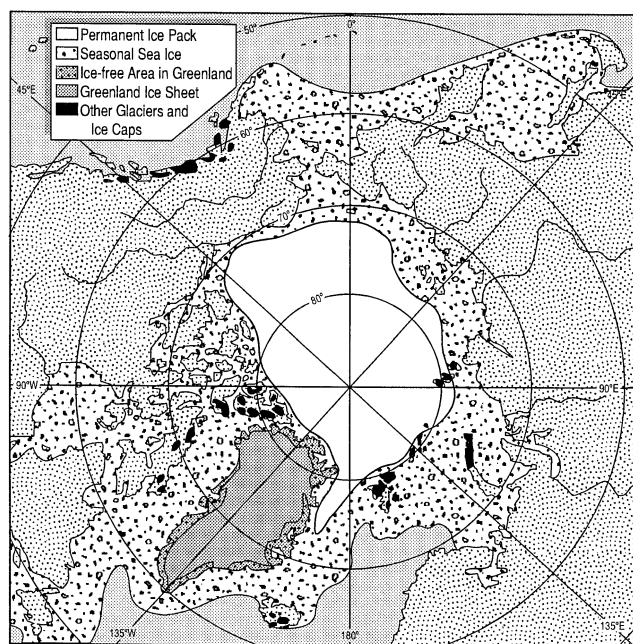 Permanent Ice Pack
Seasonal Sea Ice
Ice-free Area in Greenland
Greenland Ice Sheet
Other Glaciers and
Ice Caps
50°
0°
45°E
45°E
60°
70°
80°
90°W
90°E
135°W
180°
135°E